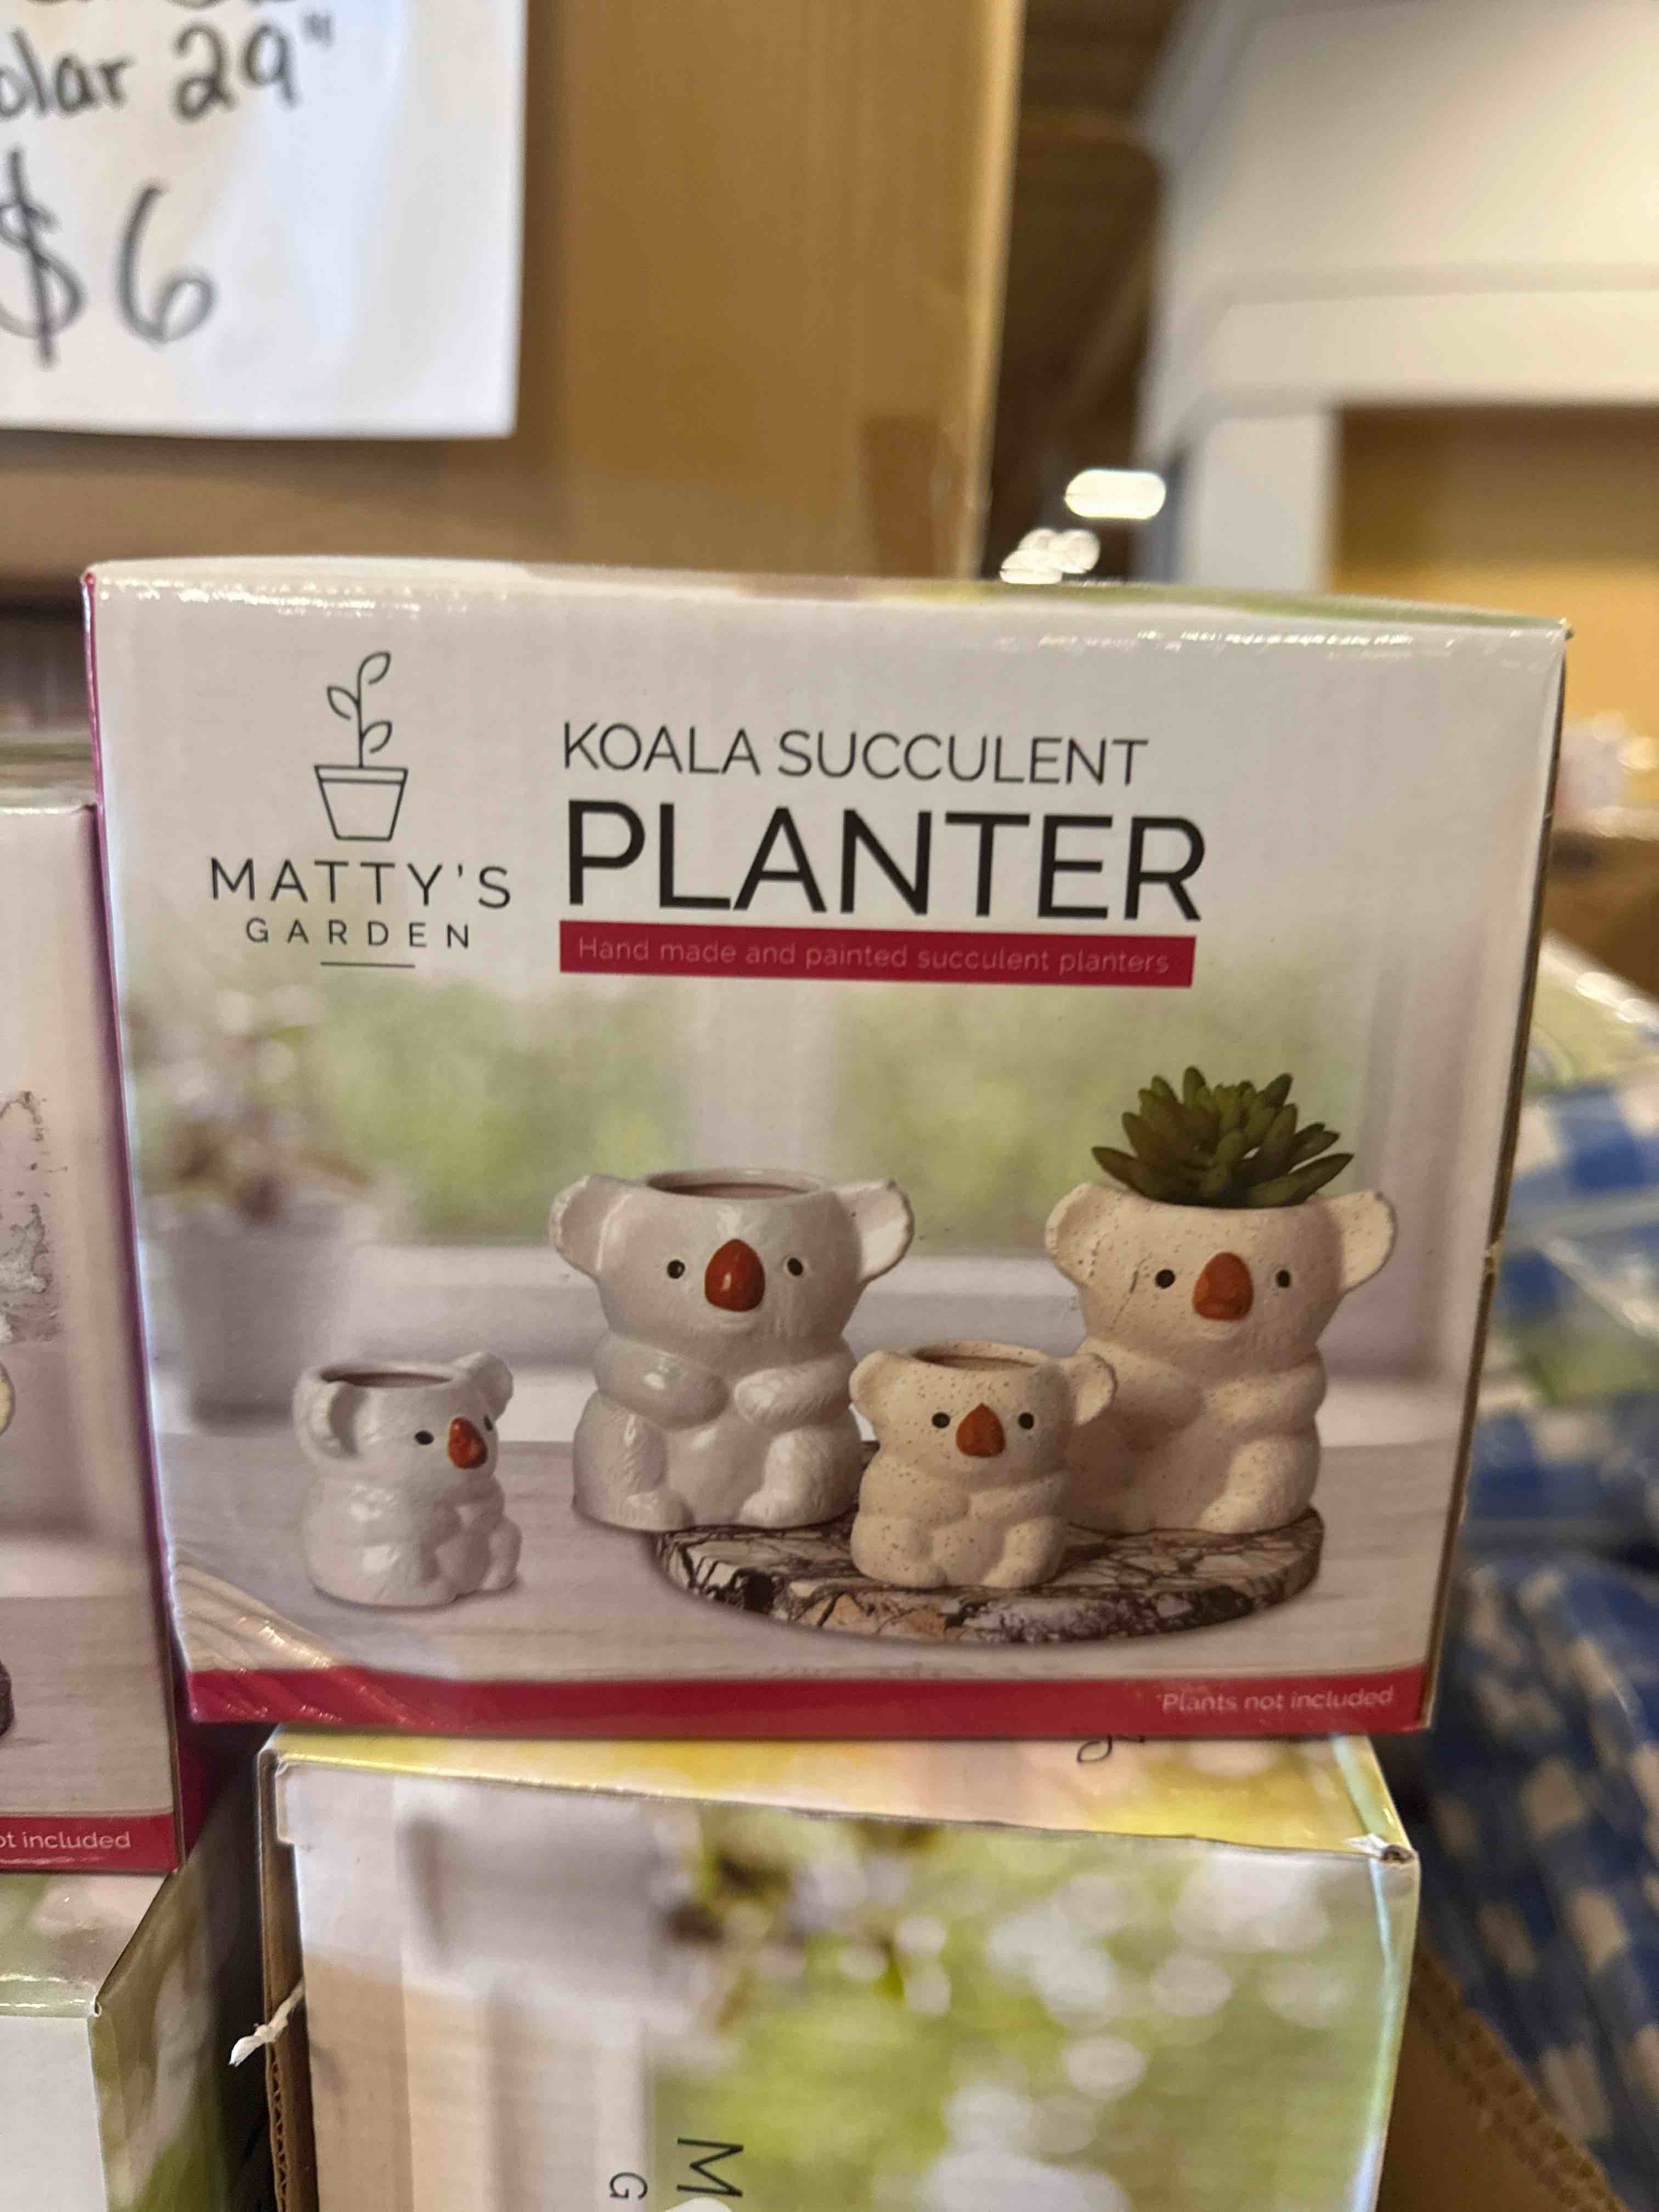 olar 29"
$6
MATTY'S
GARDEN
KOALA SUCCULENT
PLANTER
Hand made and painted succulent planters
*Plants not included
ot included
M
G